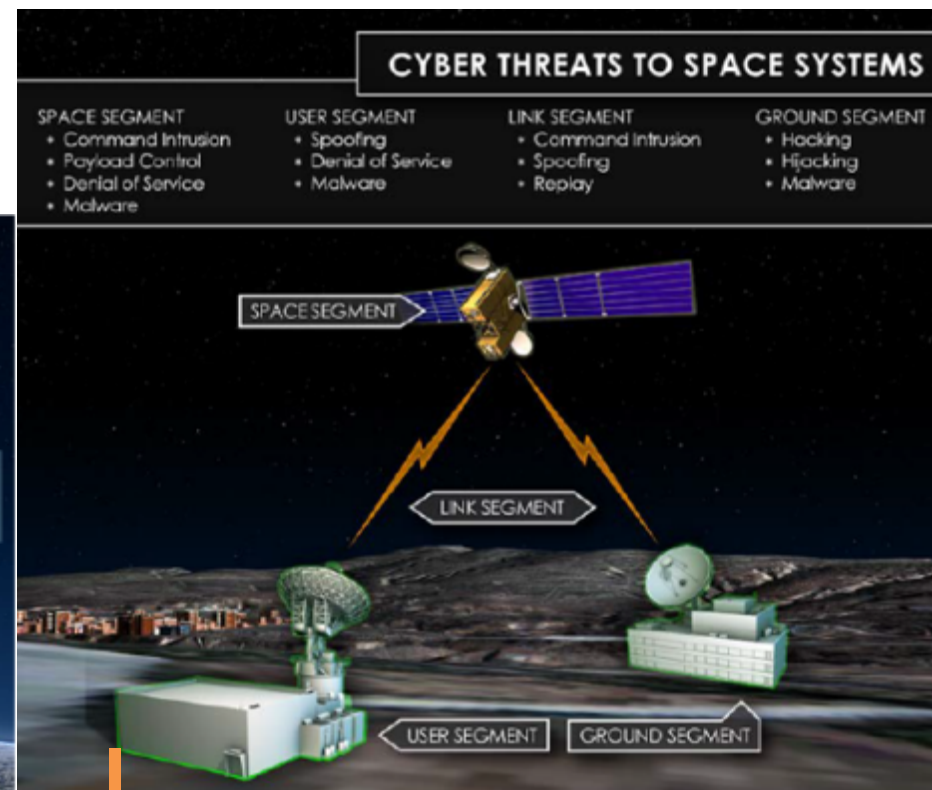 CYBER THREATS TO SPACE SYSTEMS
SPACE SEGMENT
• Command Intrusion
• Payload Control
• Denial of Service
• Malware
USER SEGMENT
• Spoofing
• Denial of Service
• Malware
LINK SEGMENT
• Command Intrusion
• Spoofing
• Replay
GROUND SEGMENT
• Hacking
• Hijacking
• Malware
SPACE SEGMENT
LINK SEGMENT
USER SEGMENT
GROUND SEGMENT